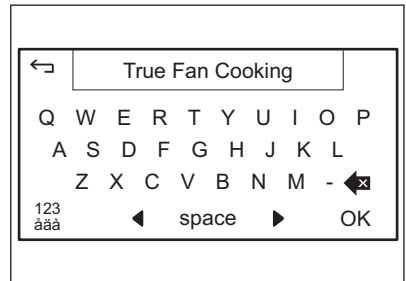 True Fan Cooking
Q W E R T Y U I O P
A S D F G H J K L
Z X C V B N M -
123
åäà
space
OK